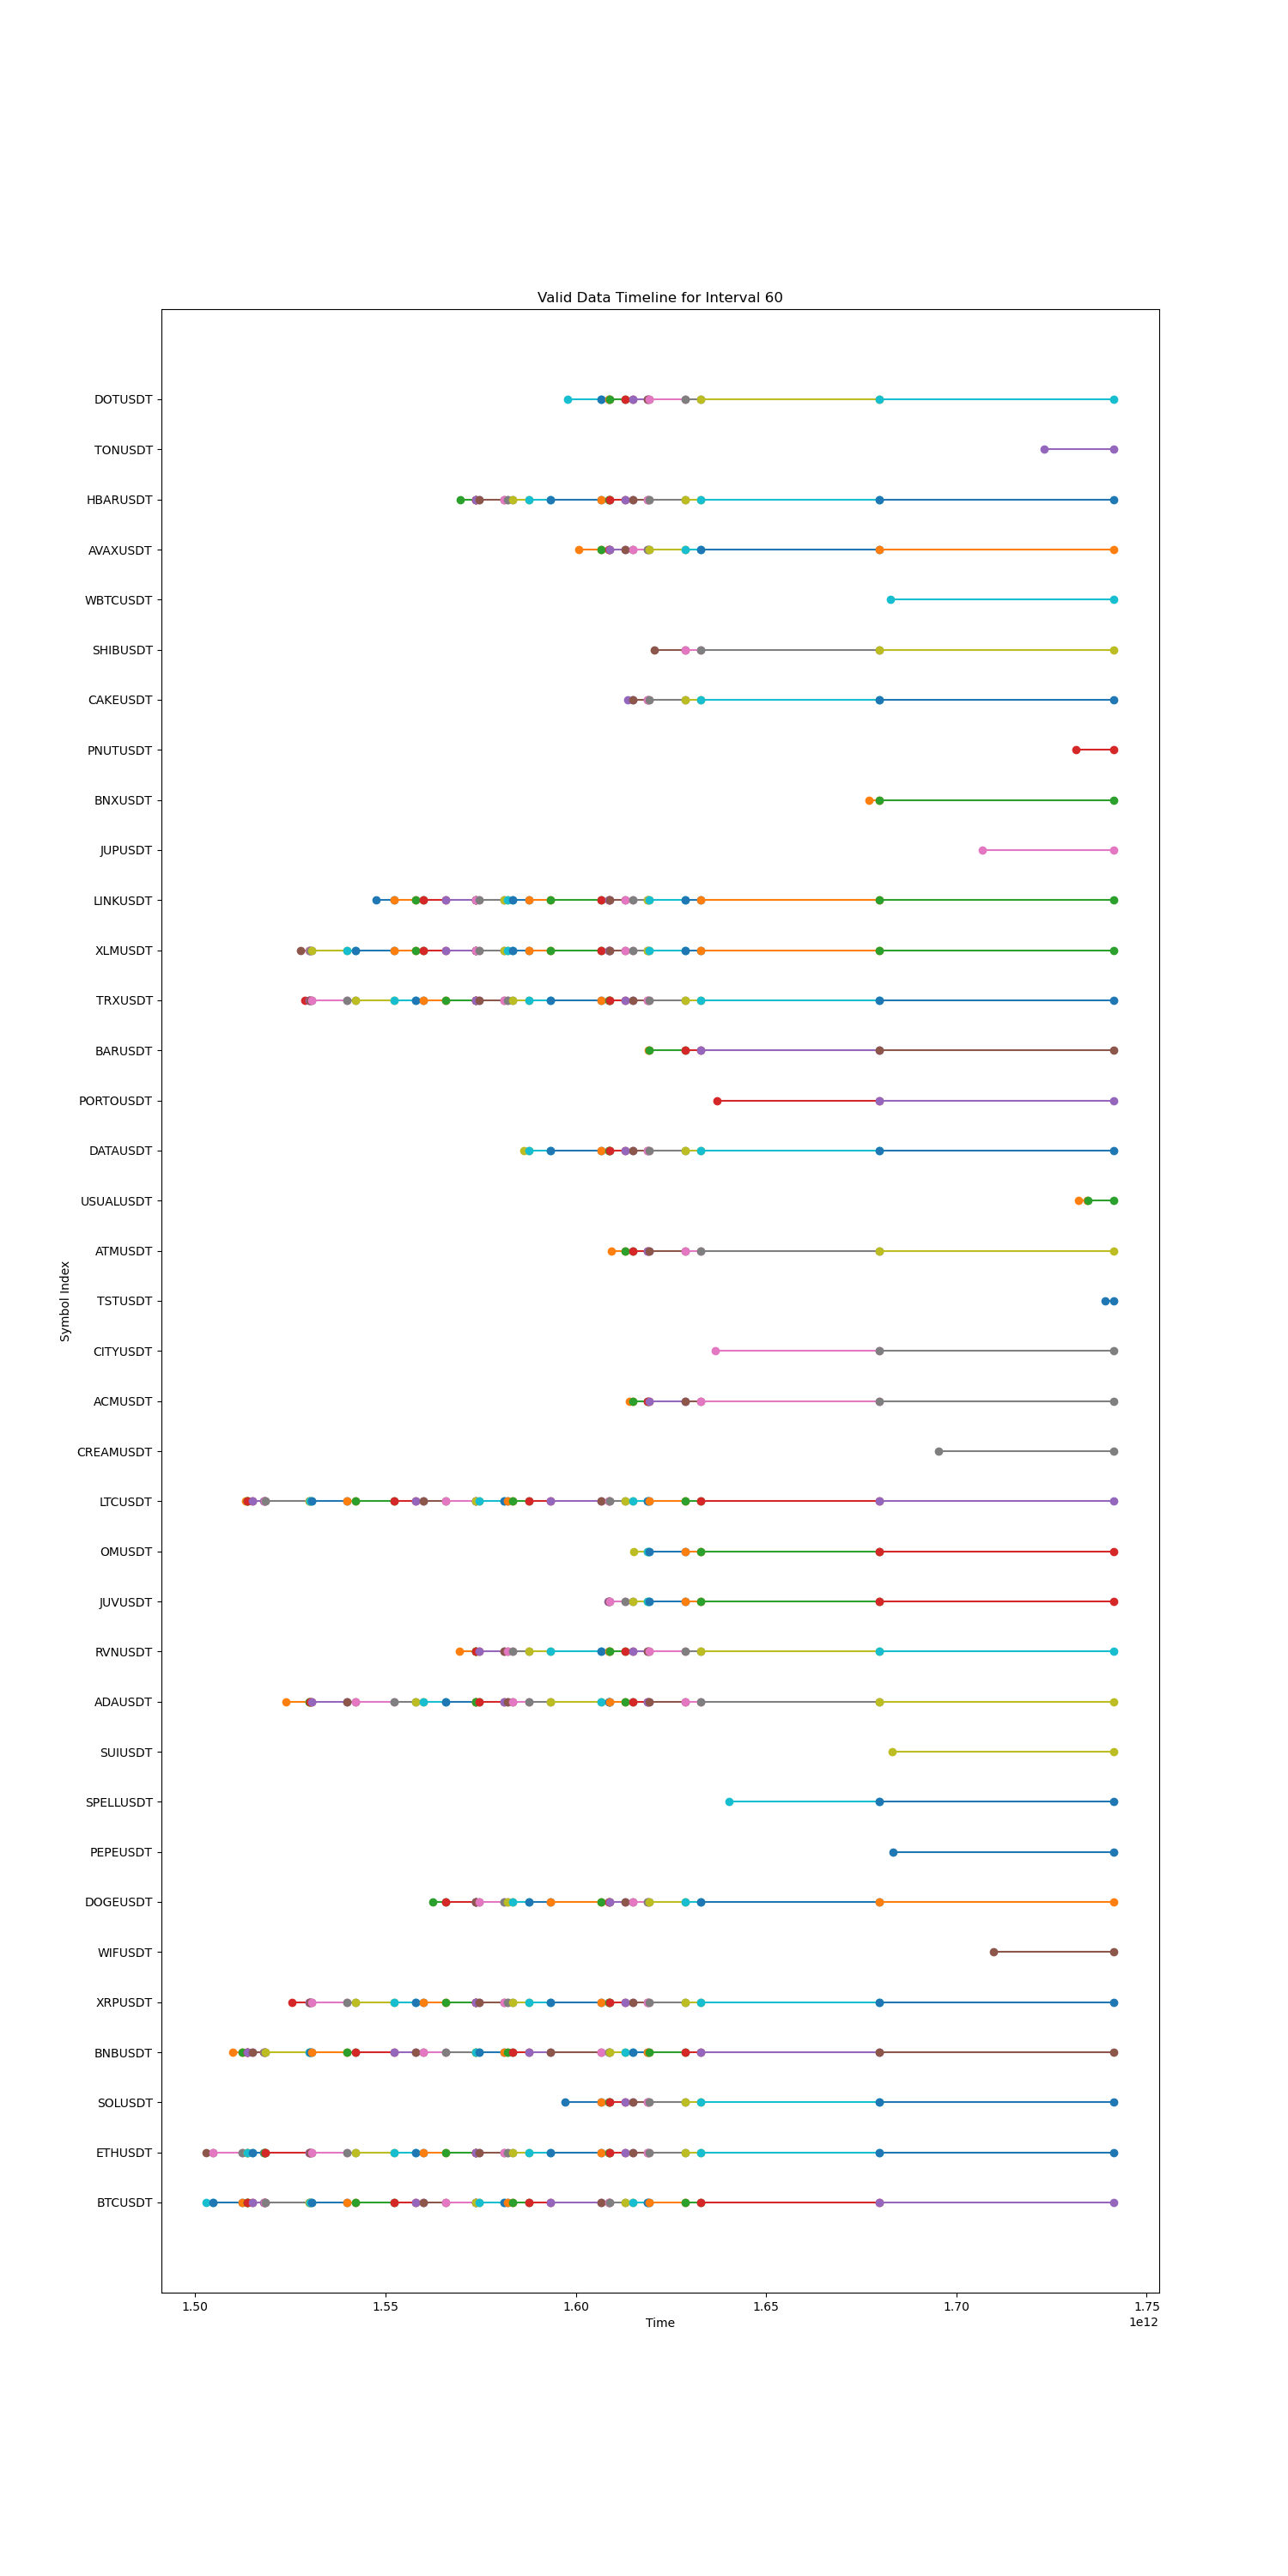 Valid Data Timeline for Interval 60
DOTUSDT
TONUSDT
HBARUSDT
AVAXUSDT
WBTCUSDT
SHIBUSDT
CAKEUSDT
PNUTUSDT
BNXUSDT
JUPUSDT
LINKUSDT
XLMUSDT
TRXUSDT
BARUSDT
PORTOUSDT
DATAUSDT
USUALUSDT
ATMUSDT
TSTUSDT
CITYUSDT
ACMUSDT
CREAMUSDT
LTCUSDT
OMUSDT
JUVUSDT
RVNUSDT
ADAUSDT
SUIUSDT
SPELLUSDT
PEPEUSDT
DOGEUSDT
WIFUSDT
XRPUSDT
BNBUSDT
SOLUSDT
ETHUSDT
BTCUSDT
Symbol Index
1.50 1.55 1.60 1.65 1.70 1.75
1e12
Time